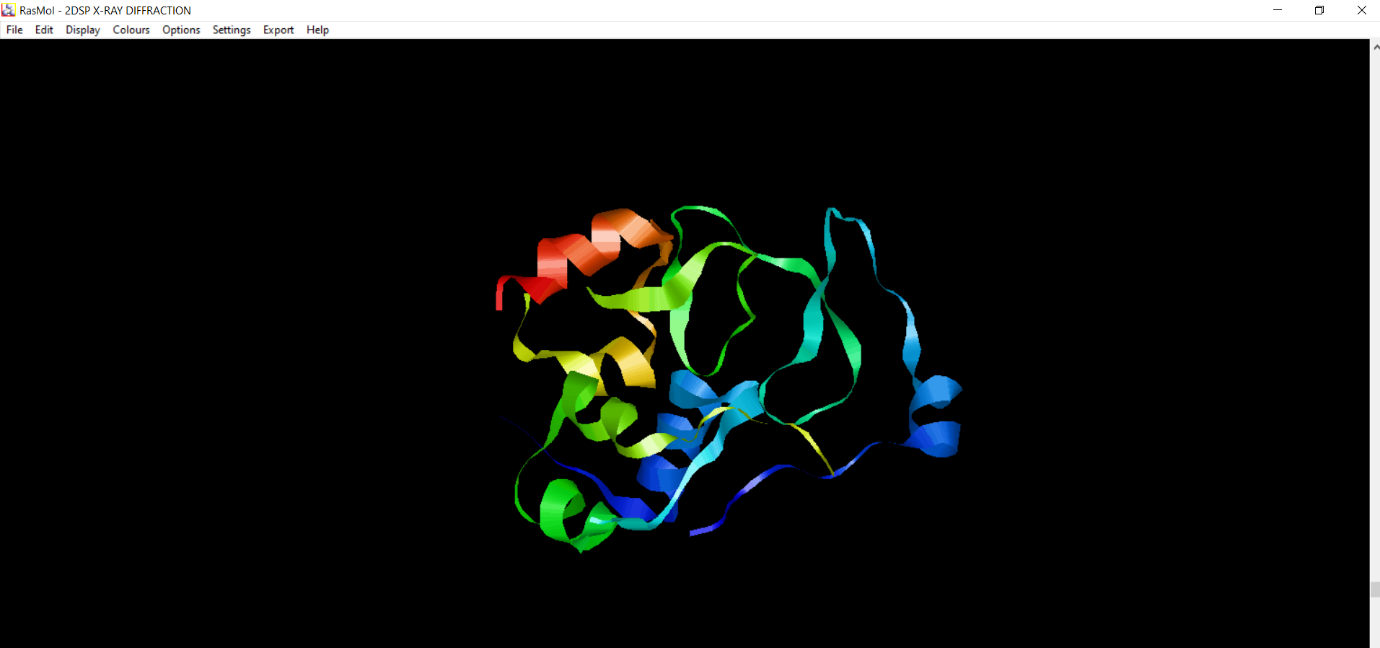 RasMol - 2DSP X-RAY DIFFRACTION
File Edit Display Colours Options Settings Export Help